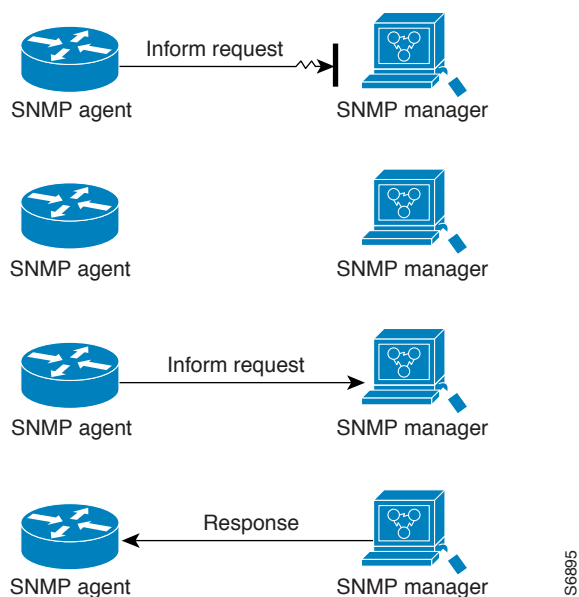 Inform request
SNMP agent
SNMP manager
SNMP agent
SNMP manager
Inform request
SNMP agent
SNMP manager
Response
SNMP agent
SNMP manager
S6895